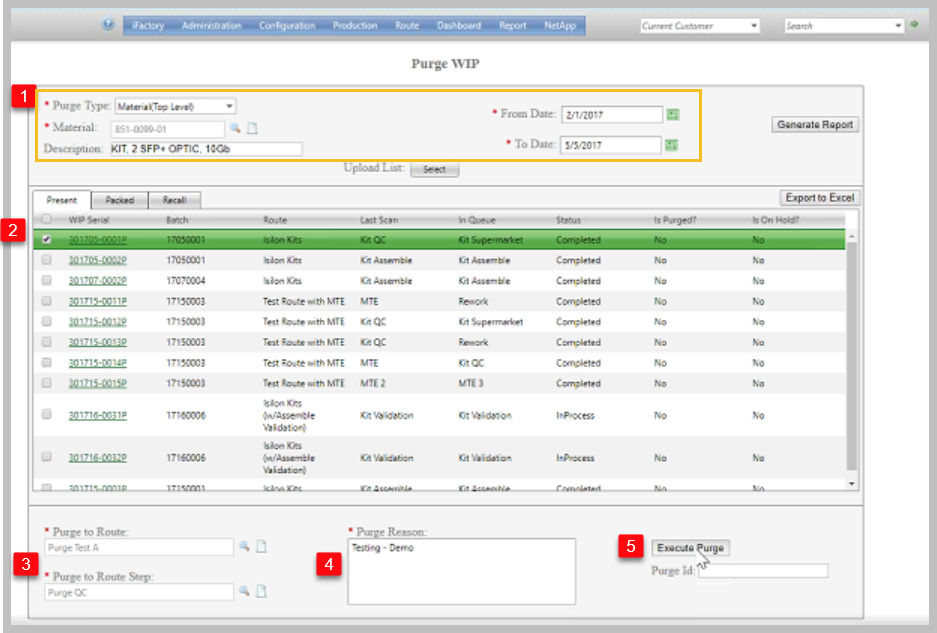 iFactory Administration Configuration Production Route Dashboard Report NetApp Current Customer Search
Purge WIP
1
* Purge Type: Material(Top Level)
* From Date: 2/1/2017
* Material: 851-0099-01
Generate Report
* To Date: 5/5/2017
Description: KIT, 2 SFP+ OPTIC, 10Gb
Upload List: Select
Present Packed Recall Export to Excel
WIP Serial Batch Route Last Scan In Queue Status Is Purged? Is On Hold?
2
301705-0001P 17050001 Isilon Kits Kit QC Kit Supermarket Completed No No
301705-0002P 17050001 Isilon Kits Kit Assemble Kit Assemble Completed No No
301707-0002P 17070004 Isilon Kits Kit Assemble Kit Assemble Completed No No
301715-0011P 17150003 Test Route with MTE MTE Rework Completed No No
301715-0012P 17150003 Test Route with MTE Kit QC Kit Supermarket Completed No No
301715-0013P 17150003 Test Route with MTE Kit QC Rework Completed No No
301715-0014P 17150003 Test Route with MTE MTE Kit QC Completed No No
301715-0015P 17150003 Test Route with MTE MTE 2 MTE 3 Completed No No
Isilon Kits
301716-0031P 17160006 (w/Assemble Kit Validation Kit Validation InProcess No No
Validation)
Isilon Kits
301716-0032P 17160006 (w/Assemble Kit Validation Kit Validation InProcess No No
Validation)
301715-0001P 17150001 Isilon Kits Kit Assemble Kit Assemble Completed No No
* Purge to Route:
Purge Test A
3
* Purge to Route Step:
Purge QC
* Purge Reason:
4
Testing - Demo
5
Execute Purge
Purge Id: